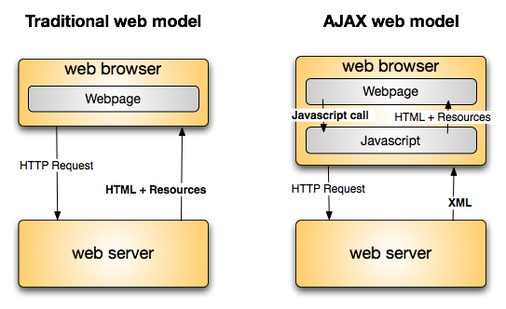 Traditional web model
AJAX web model
web browser
Webpage
HTTP Request
HTML + Resources
web server
web browser
Webpage
Javascript call
HTML + Resources
Javascript
HTTP Request
XML
web server